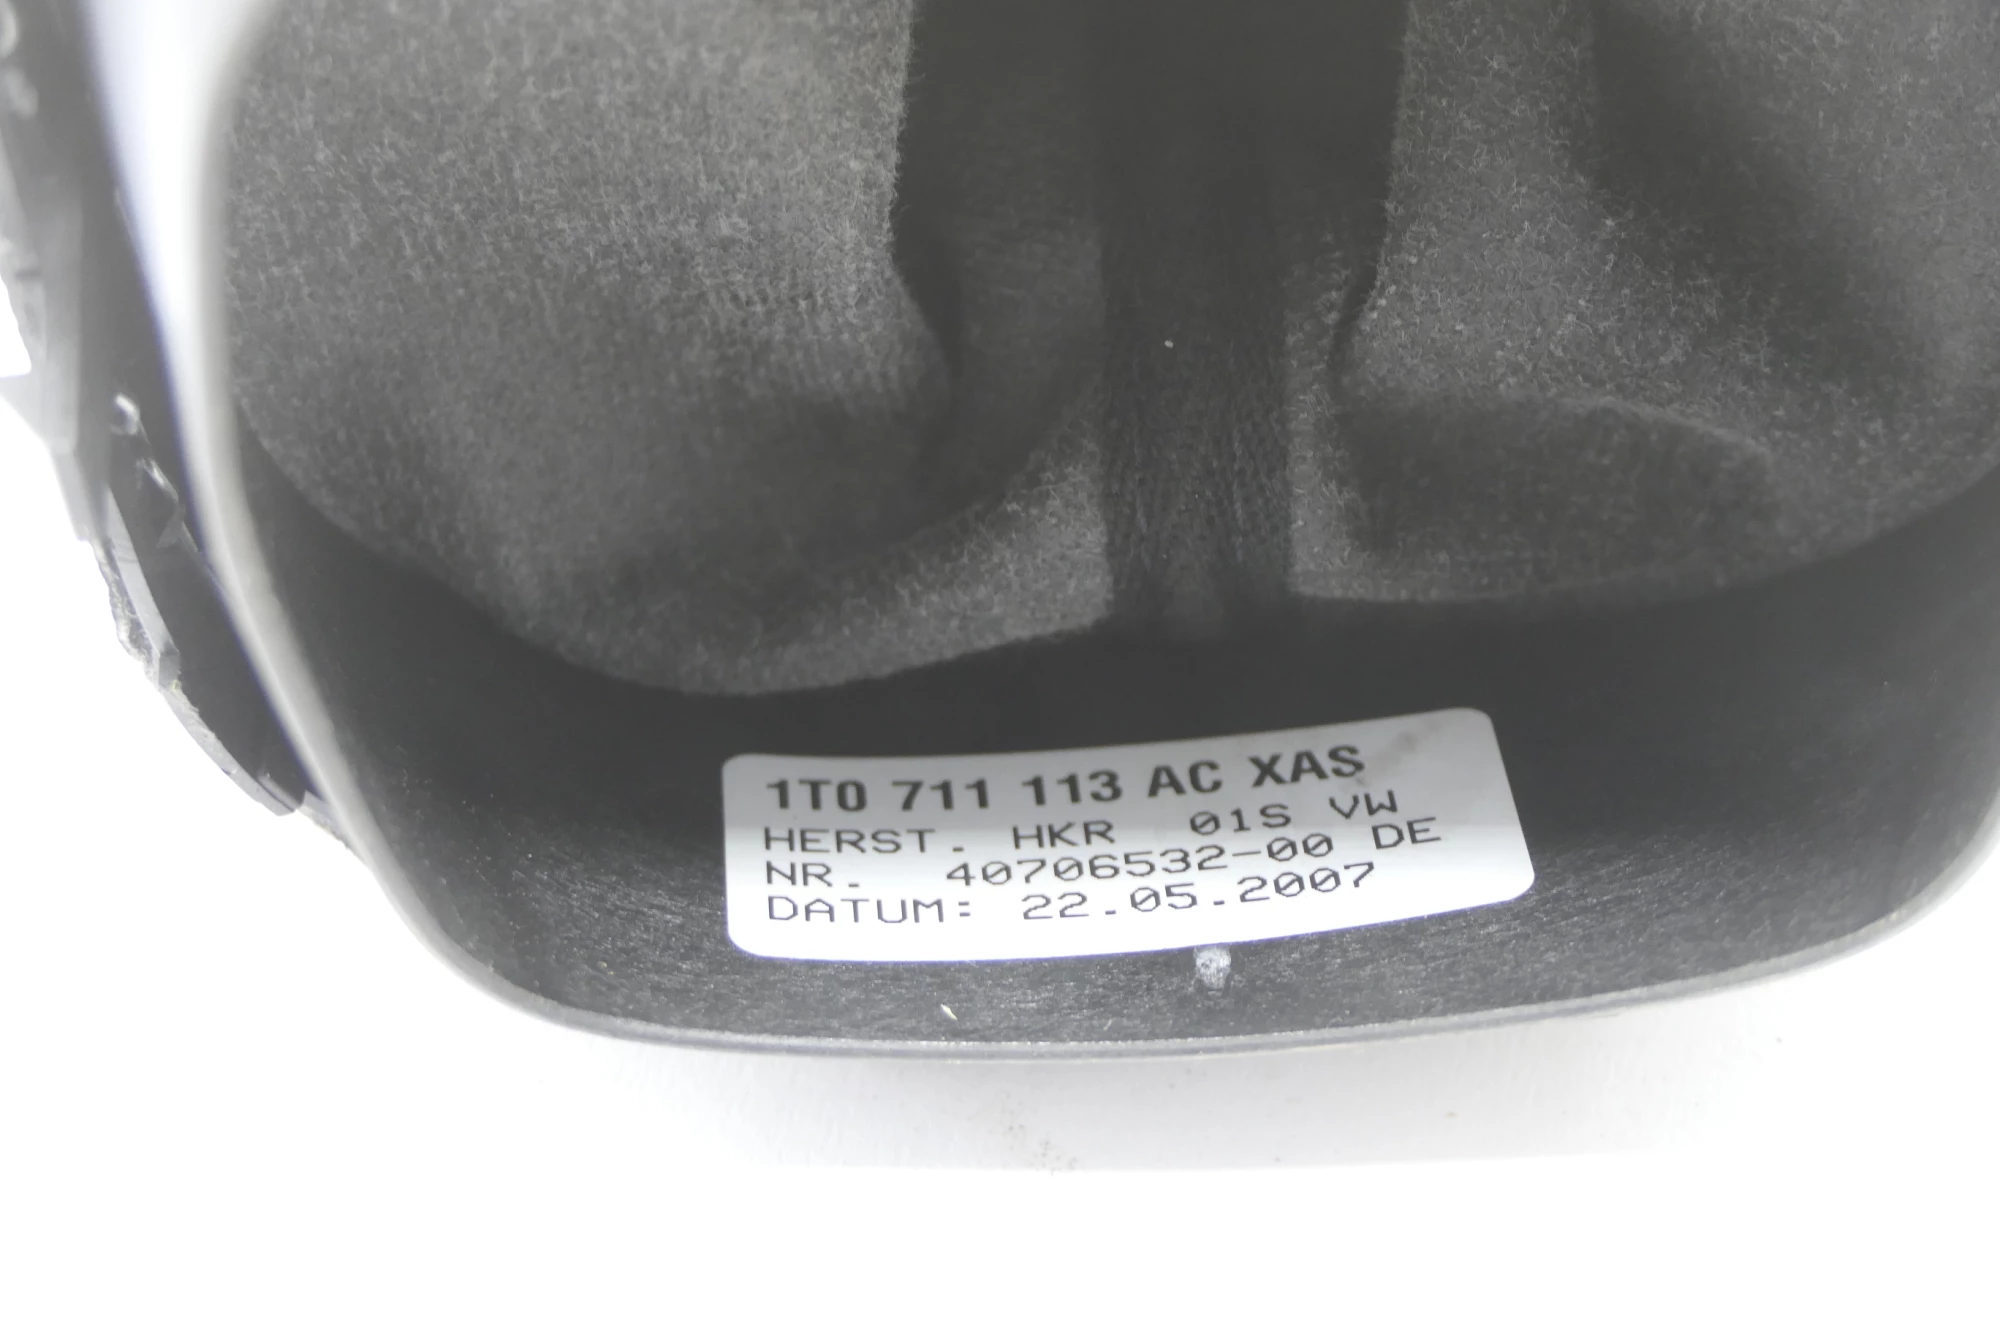 1T0 711 113 AC XAS
HERST. HKR 01S VW
NR. 40706532-00 DE
DATUM: 22.05.2007